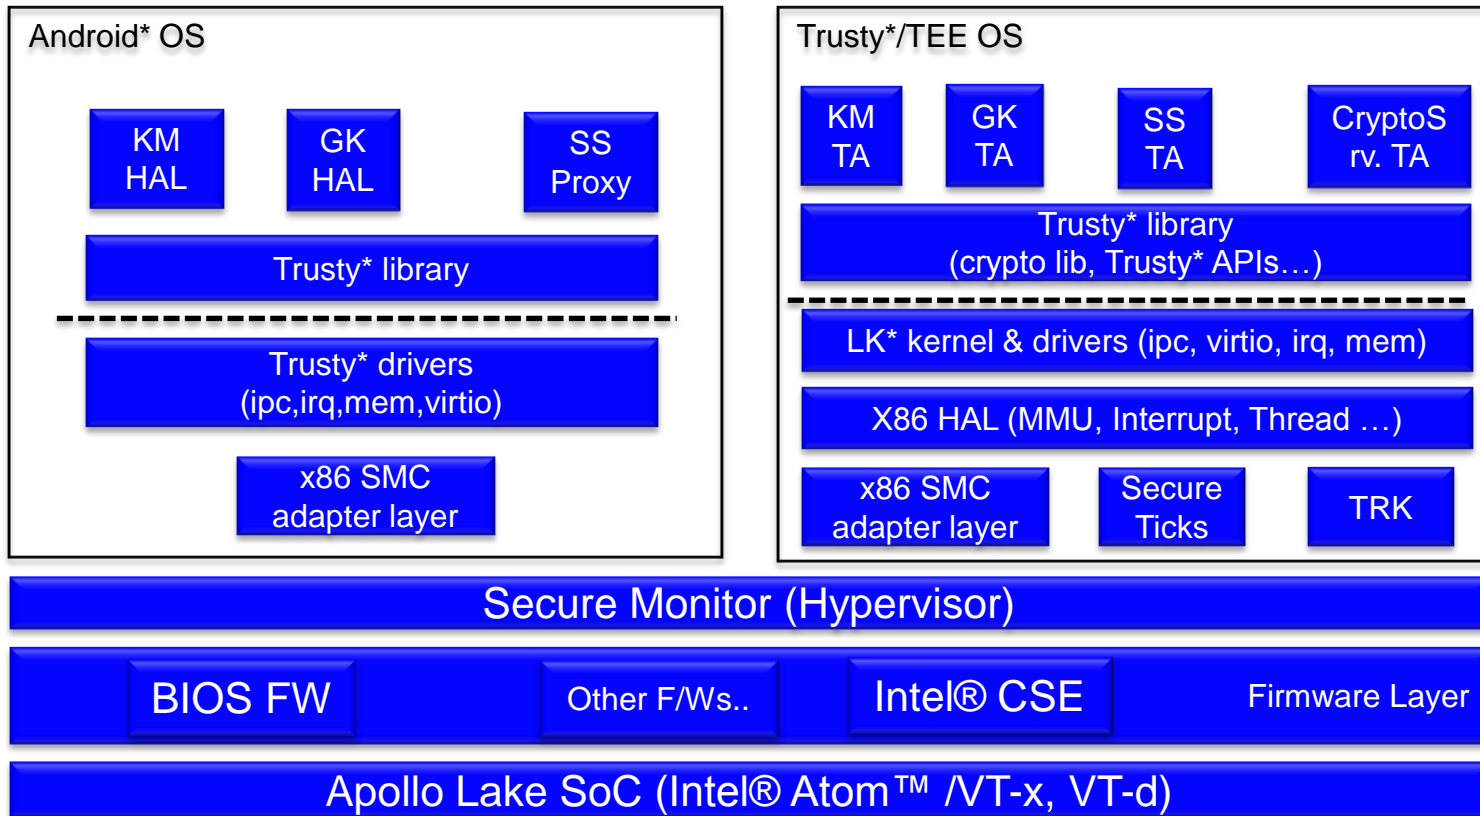 Android* OS
KM
HAL
GK
HAL
SS
Proxy
Trusty* library
Trusty* drivers
(ipc,irq,mem,virtio)
x86 SMC
adapter layer
Trusty*/TEE OS
KM
TA
GK
TA
SS
TA
CryptoS
rv. TA
Trusty* library
(crypto lib, Trusty* APIs…)
LK* kernel & drivers (ipc, virtio, irq, mem)
X86 HAL (MMU, Interrupt, Thread …)
x86 SMC
adapter layer
Secure
Ticks
TRK
Secure Monitor (Hypervisor)
BIOS FW
Other F/Ws..
Intel® CSE
Firmware Layer
Apollo Lake SoC (Intel® Atom™ /VT-x, VT-d)